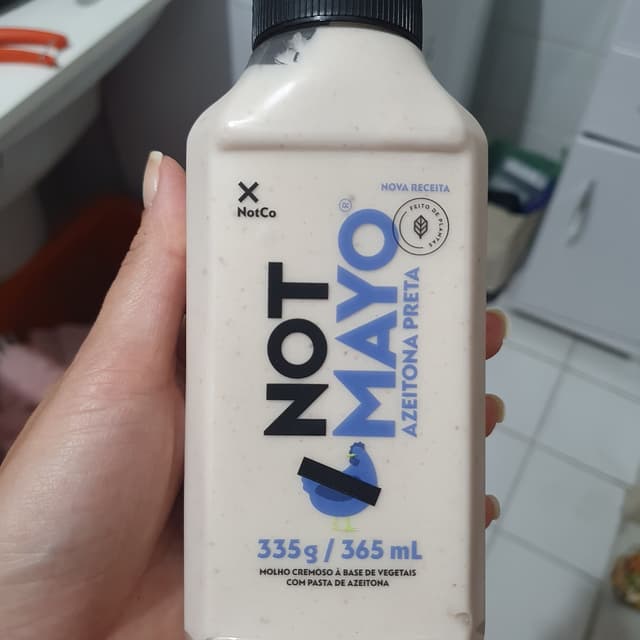 NotCo
NOVA RECEITA
FEITO DE PLANTAS
NOT
MAYO®
AZEITONA PRETA
335g / 365 mL
MOLHO CREMOSO À BASE DE VEGETAIS
COM PASTA DE AZEITONA